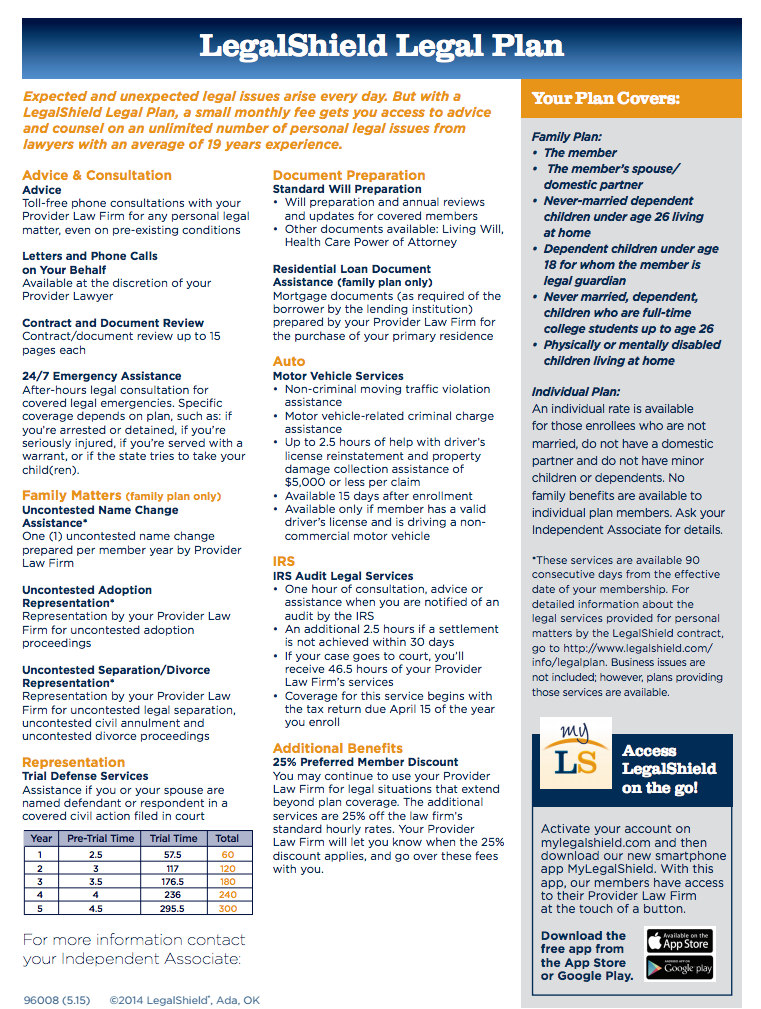 LegalShield Legal Plan
Expected and unexpected legal issues arise every day. But with a
LegalShield Legal Plan, a small monthly fee gets you access to advice
and counsel on an unlimited number of personal legal issues from
lawyers with an average of 19 years experience.
Advice & Consultation
Advice
Toll-free phone consultations with your
Provider Law Firm for any personal legal
matter, even on pre-existing conditions
Letters and Phone Calls
on Your Behalf
Available at the discretion of your
Provider Lawyer
Contract and Document Review
Contract/document review up to 15
pages each
24/7 Emergency Assistance
After-hours legal consultation for
covered legal emergencies. Specific
coverage depends on plan, such as: if
you're arrested or detained, if you're
seriously injured, if you're served with a
warrant, or if the state tries to take your
child(ren).
Family Matters (family plan only)
Uncontested Name Change
Assistance*
One (1) uncontested name change
prepared per member year by Provider
Law Firm
Uncontested Adoption
Representation*
Representation by your Provider Law
Firm for uncontested adoption
proceedings
Uncontested Separation/Divorce
Representation*
Representation by your Provider Law
Firm for uncontested legal separation,
uncontested civil annulment and
uncontested divorce proceedings
Representation
Trial Defense Services
Assistance if you or your spouse are
named defendant or respondent in a
covered civil action filed in court
Year Pre-Trial Time Trial Time Total
1 2.5 57.5 60
2 3 117 120
3 3.5 176.5 180
4 4 236 240
5 4.5 295.5 300
For more information contact
your Independent Associate:
96008 (5.15) ©2014 LegalShield®, Ada, OK
Document Preparation
Standard Will Preparation
• Will preparation and annual reviews
and updates for covered members
• Other documents available: Living Will,
Health Care Power of Attorney
Residential Loan Document
Assistance (family plan only)
Mortgage documents (as required of the
borrower by the lending institution)
prepared by your Provider Law Firm for
the purchase of your primary residence
Auto
Motor Vehicle Services
• Non-criminal moving traffic violation
assistance
• Motor vehicle-related criminal charge
assistance
• Up to 2.5 hours of help with driver's
license reinstatement and property
damage collection assistance of
$5,000 or less per claim
• Available 15 days after enrollment
• Available only if member has a valid
driver's license and is driving a non-
commercial motor vehicle
IRS
IRS Audit Legal Services
• One hour of consultation, advice or
assistance when you are notified of an
audit by the IRS
• An additional 2.5 hours if a settlement
is not achieved within 30 days
• If your case goes to court, you'll
receive 46.5 hours of your Provider
Law Firm's services
• Coverage for this service begins with
the tax return due April 15 of the year
you enroll
Additional Benefits
25% Preferred Member Discount
You may continue to use your Provider
Law Firm for legal situations that extend
beyond plan coverage. The additional
services are 25% off the law firm's
standard hourly rates. Your Provider
Law Firm will let you know when the 25%
discount applies, and go over these fees
with you.
Your Plan Covers:
Family Plan:
• The member
• The member's spouse/
domestic partner
• Never-married dependent
children under age 26 living
at home
• Dependent children under age
18 for whom the member is
legal guardian
• Never married, dependent,
children who are full-time
college students up to age 26
• Physically or mentally disabled
children living at home
Individual Plan:
An individual rate is available
for those enrollees who are not
married, do not have a domestic
partner and do not have minor
children or dependents. No
family benefits are available to
individual plan members. Ask your
Independent Associate for details.
*These services are available 90
consecutive days from the effective
date of your membership. For
detailed information about the
legal services provided for personal
matters by the LegalShield contract,
go to http://www.legalshield.com/
info/legalplan. Business issues are
not included; however, plans providing
those services are available.
my
LS
Access
LegalShield
on the go!
Activate your account on
mylegalshield.com and then
download our new smartphone
app MyLegalShield. With this
app, our members have access
to their Provider Law Firm
at the touch of a button.
Download the
free app from
the App Store
or Google Play.
Available on the
App Store
ANDROID APP ON
Google play